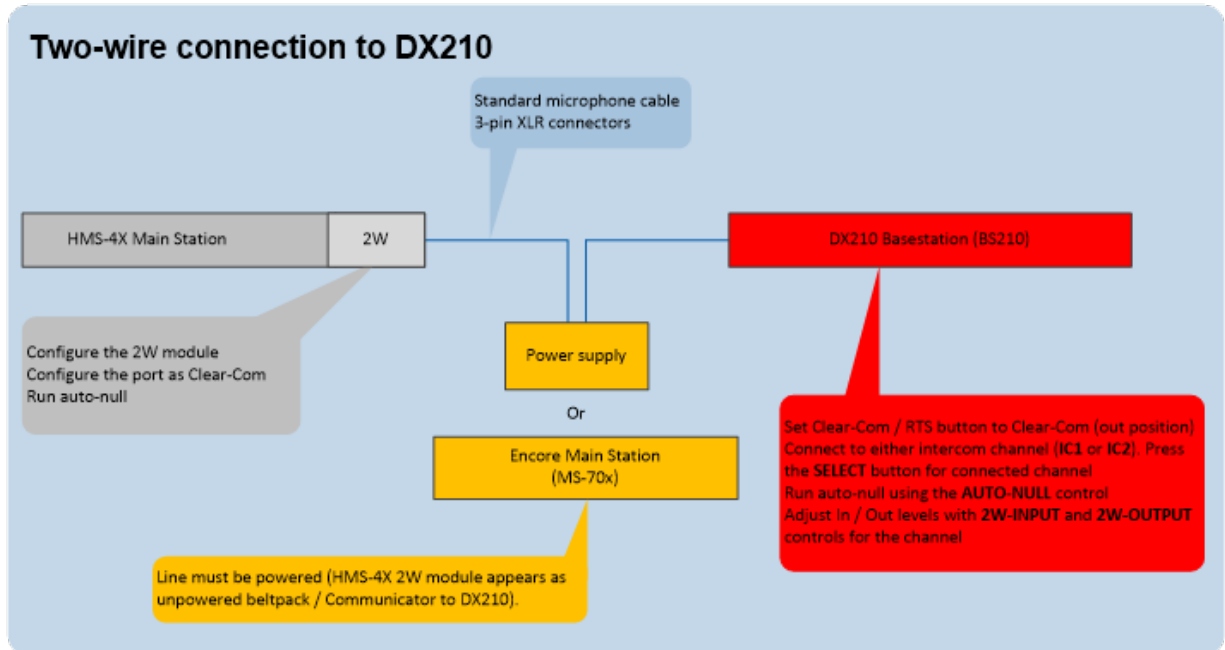 Two-wire connection to DX210
Standard microphone cable
3-pin XLR connectors
HMS-4X Main Station
2W
DX210 Basestation (BS210)
Configure the 2W module
Configure the port as Clear-Com
Run auto-null
Power supply
Or
Encore Main Station
(MS-70x)
Set Clear-Com / RTS button to Clear-Com (out position)
Connect to either intercom channel (IC1 or IC2). Press
the SELECT button for connected channel
Run auto-null using the AUTO-NULL control
Adjust In / Out levels with 2W-INPUT and 2W-OUTPUT
controls for the channel
Line must be powered (HMS-4X 2W module appears as
unpowered beltpack / Communicator to DX210).